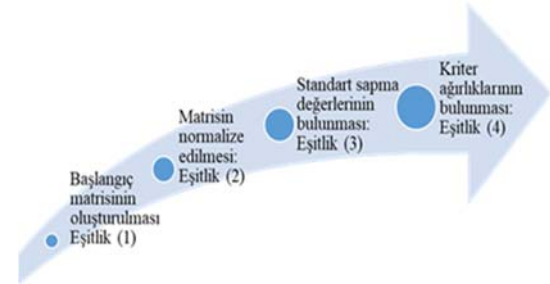 Başlangıç
matrisinin
oluşturulması
Eşitlik (1)
Matrisin
normalize
edilmesi:
Eşitlik (2)
Standart sapma
değerlerinin
bulunması:
Eşitlik (3)
Kriter
ağırlıklarının
bulunması:
Eşitlik (4)